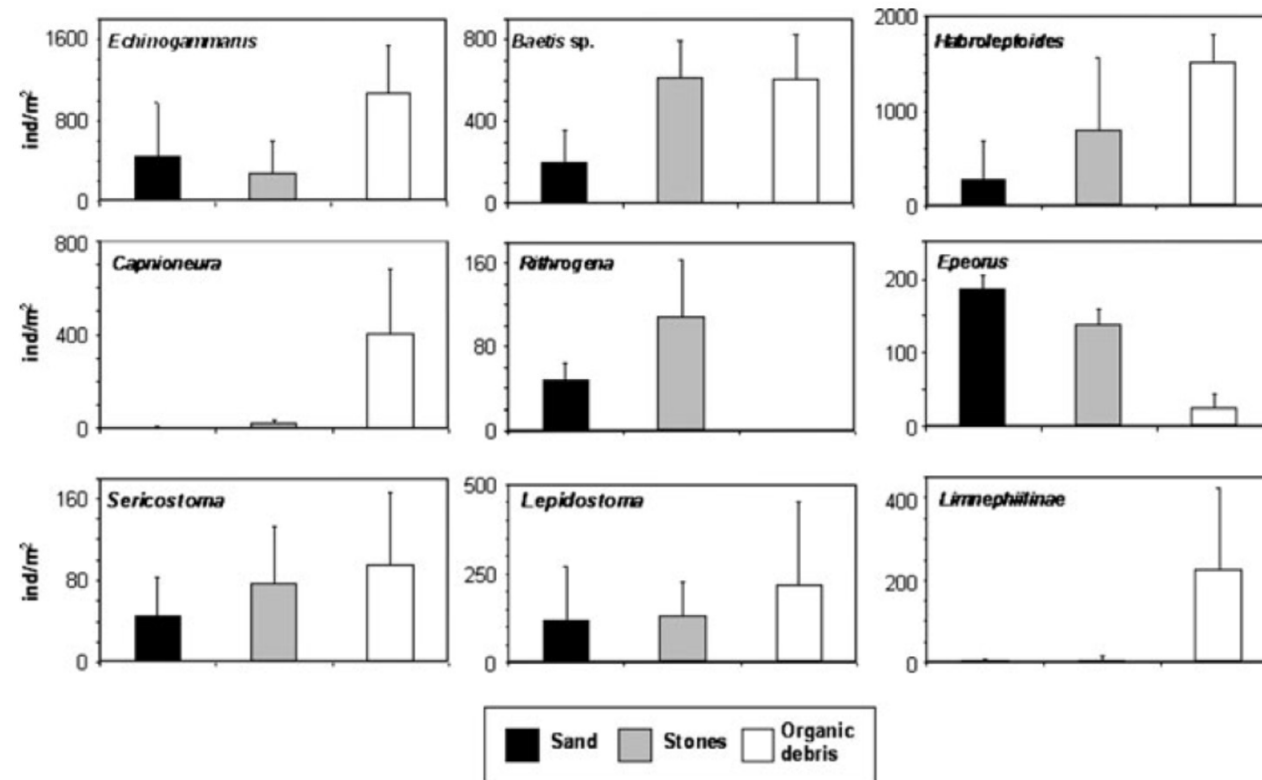 Echinogammarus
1600
800
0
ind/m²
Baetis sp.
800
400
0
Habroleptoides
2000
1000
0
Capnioneura
800
400
0
ind/m²
Rithrogena
160
80
0
Epeorus
200
100
0
Sericostoma
160
80
0
ind/m²
Lepidostoma
500
250
0
Limnephilinae
400
200
0
Sand
Stones
Organic
debris